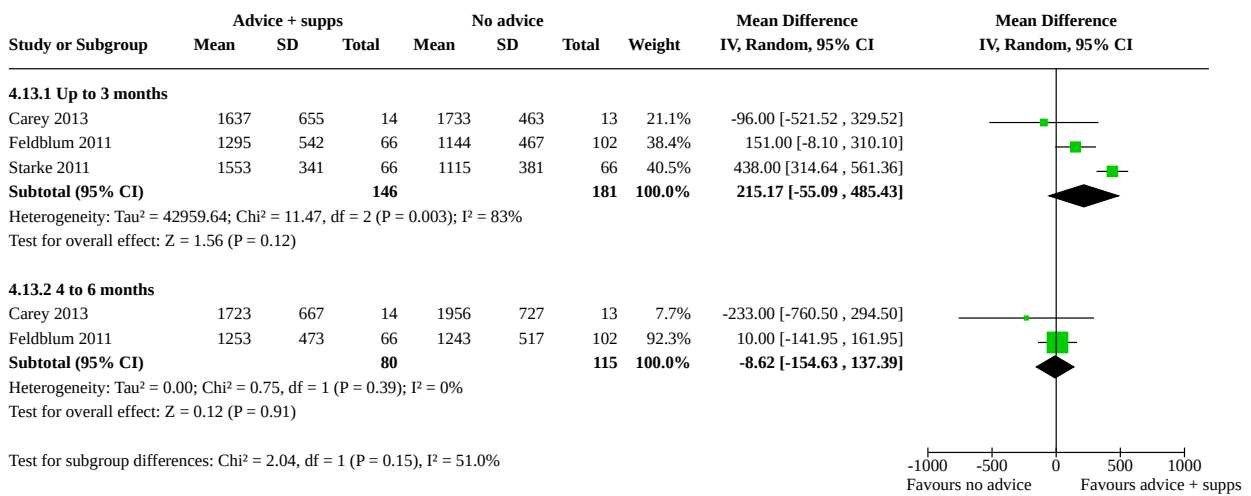 Advice + supps No advice Mean Difference Mean Difference
Study or Subgroup Mean SD Total Mean SD Total Weight IV, Random, 95% CI IV, Random, 95% CI
4.13.1 Up to 3 months
Carey 2013 1637 655 14 1733 463 13 21.1% -96.00 [-521.52 , 329.52]
Feldblum 2011 1295 542 66 1144 467 102 38.4% 151.00 [-8.10 , 310.10]
Starke 2011 1553 341 66 1115 381 66 40.5% 438.00 [314.64 , 561.36]
Subtotal (95% CI) 146 181 100.0% 215.17 [-55.09 , 485.43]
Heterogeneity: Tau² = 42959.64; Chi² = 11.47, df = 2 (P = 0.003); I² = 83%
Test for overall effect: Z = 1.56 (P = 0.12)
4.13.2 4 to 6 months
Carey 2013 1723 667 14 1956 727 13 7.7% -233.00 [-760.50 , 294.50]
Feldblum 2011 1253 473 66 1243 517 102 92.3% 10.00 [-141.95 , 161.95]
Subtotal (95% CI) 80 115 100.0% -8.62 [-154.63 , 137.39]
Heterogeneity: Tau² = 0.00; Chi² = 0.75, df = 1 (P = 0.39); I² = 0%
Test for overall effect: Z = 0.12 (P = 0.91)
Test for subgroup differences: Chi² = 2.04, df = 1 (P = 0.15), I² = 51.0%
-1000 -500 0 500 1000
Favours no advice Favours advice + supps